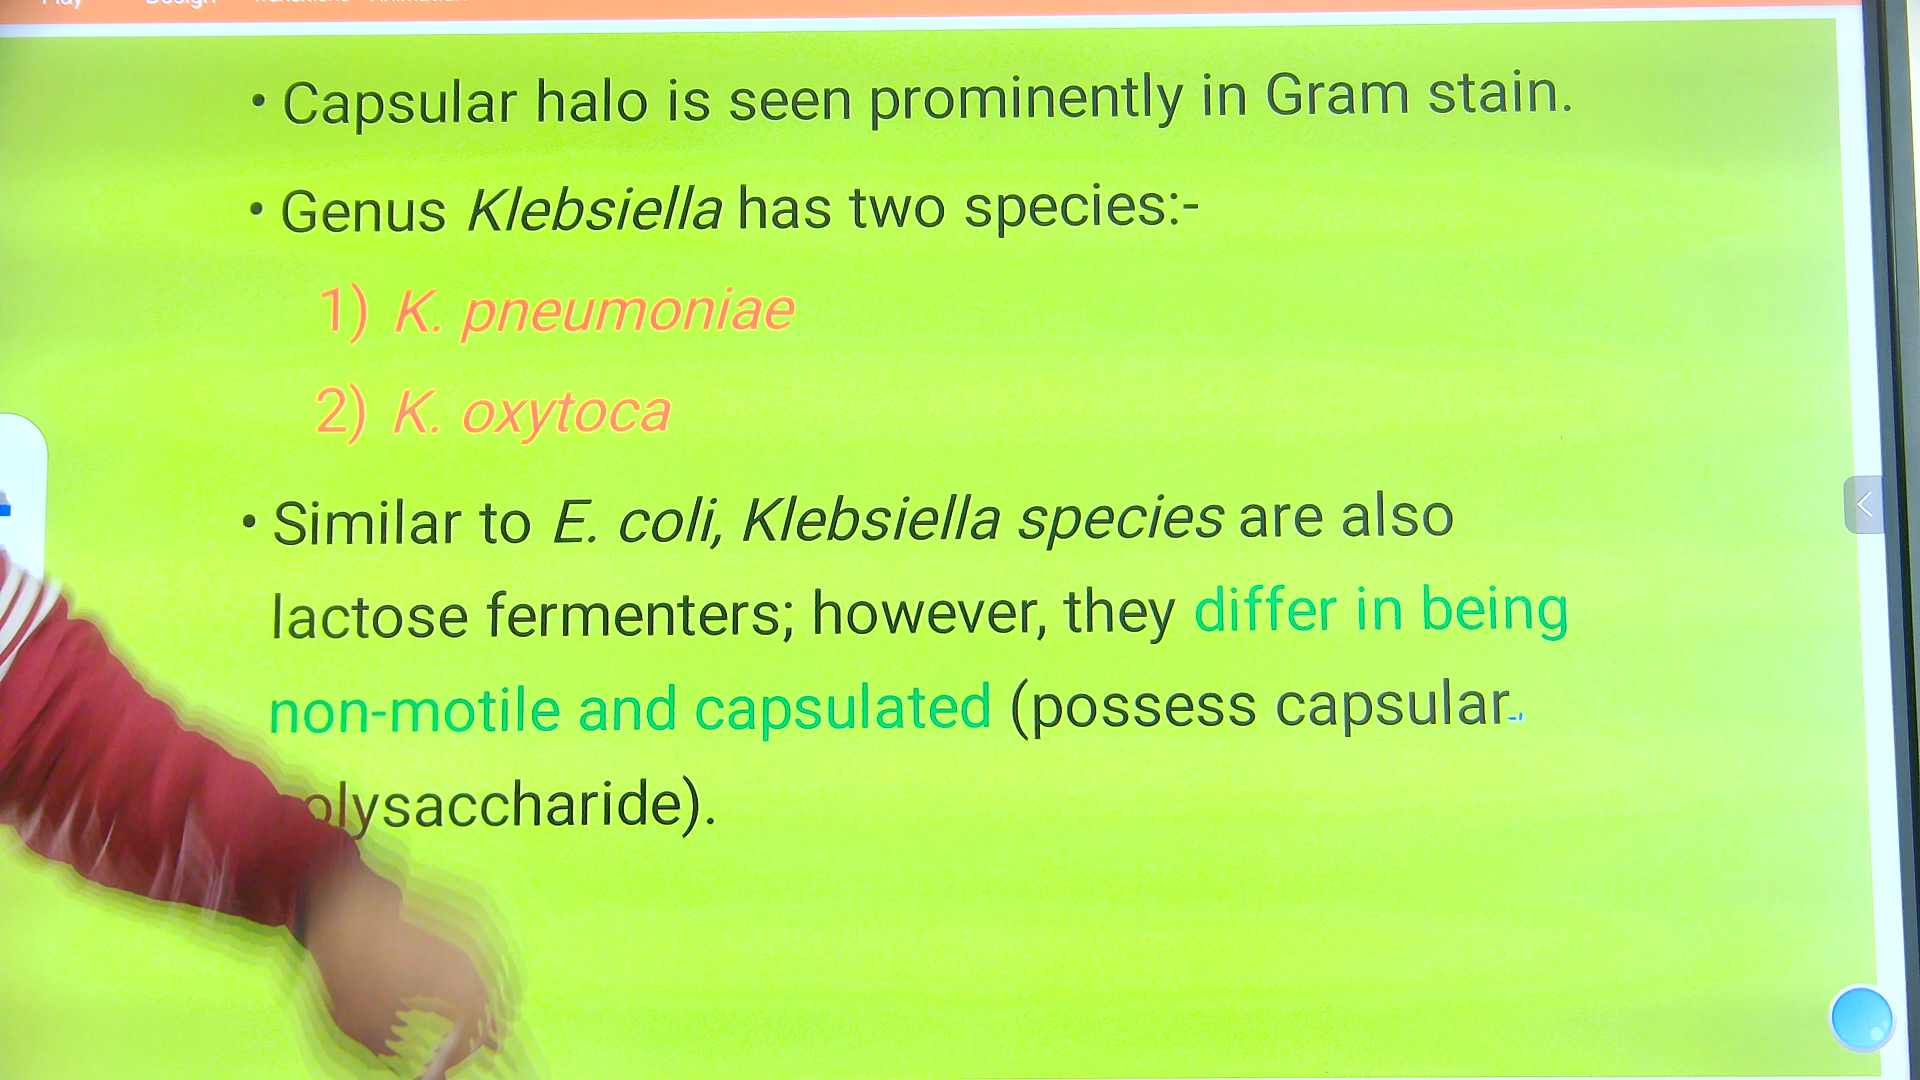 • Capsular halo is seen prominently in Gram stain.
• Genus Klebsiella has two species:-
1) K. pneumoniae
2) K. oxytoca
• Similar to E. coli, Klebsiella species are also
lactose fermenters; however, they differ in being
non-motile and capsulated (possess capsular
olysaccharide).